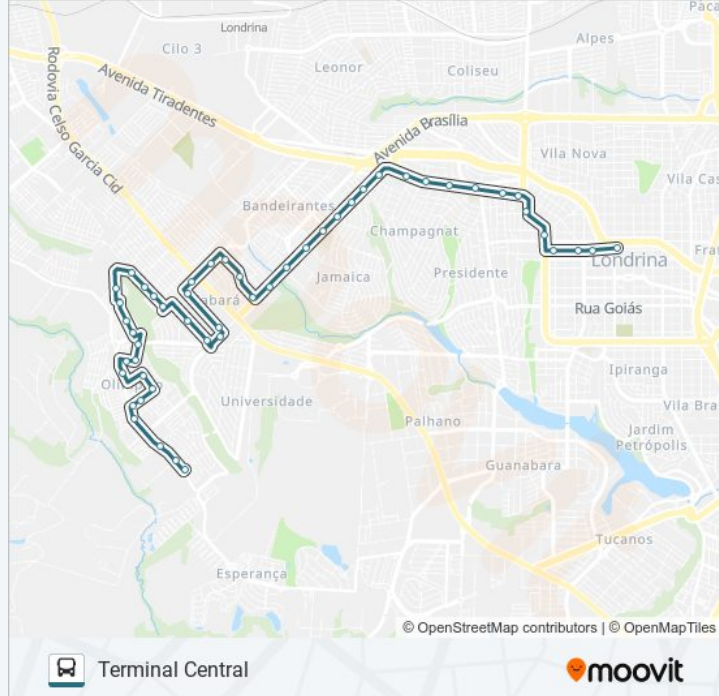 Paca
Londrina
Cilo 3
Alpes
Leonor
Coliseu
Rodovia Celso Garcia Cid
Avenida Tiradentes
Avenida Brasília
Vila Nova
Vila Cas
Bandeirantes
Champagnat
Fra
Londrina
Jamaica
Presidente
abará
Rua Goiás
Ipiranga
Oli
Universidade
Vila Bra
Palhano
Jardim
Petrópolis
Guanabara
Tucanos
Esperança
© OpenStreetMap contributors | © OpenMapTiles
Terminal Central
moovit